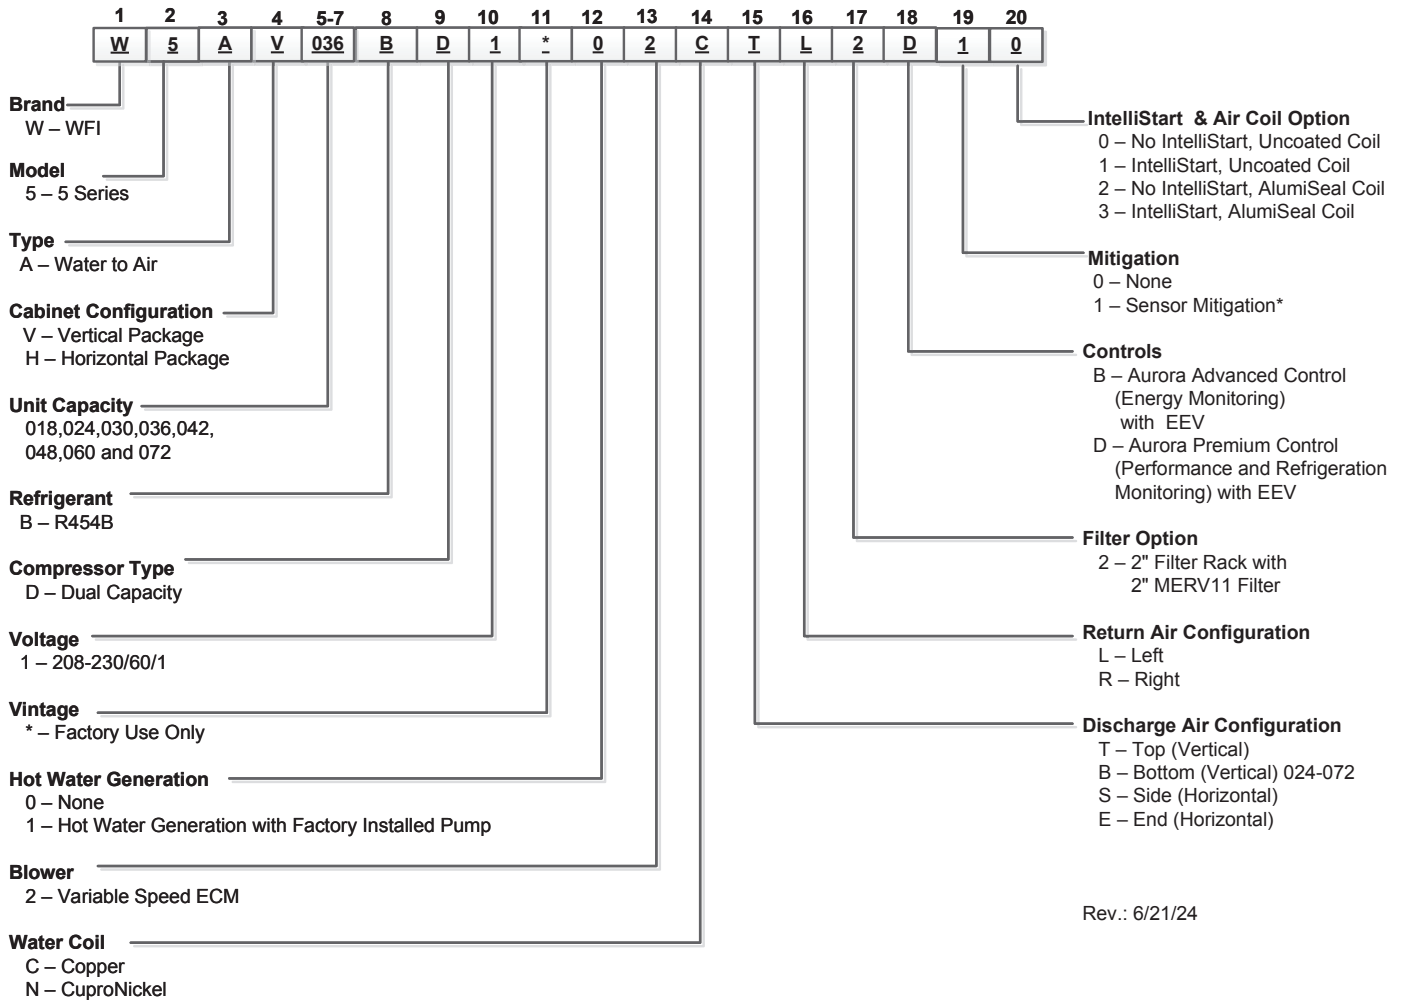 1 2 3 4 5-7 8 9 10 11 12 13 14 15 16 17 18 19 20
W 5 A V 036 B D 1 * 0 2 C T L 2 D 1 0
Brand
W – WFI
Model
5 – 5 Series
Type
A – Water to Air
Cabinet Configuration
V – Vertical Package
H – Horizontal Package
Unit Capacity
018,024,030,036,042,
048,060 and 072
Refrigerant
B – R454B
Compressor Type
D – Dual Capacity
Voltage
1 – 208-230/60/1
Vintage
* – Factory Use Only
Hot Water Generation
0 – None
1 – Hot Water Generation with Factory Installed Pump
Blower
2 – Variable Speed ECM
Water Coil
C – Copper
N – CuproNickel
IntelliStart & Air Coil Option
0 – No IntelliStart, Uncoated Coil
1 – IntelliStart, Uncoated Coil
2 – No IntelliStart, AlumiSeal Coil
3 – IntelliStart, AlumiSeal Coil
Mitigation
0 – None
1 – Sensor Mitigation*
Controls
B – Aurora Advanced Control
(Energy Monitoring)
with EEV
D – Aurora Premium Control
(Performance and Refrigeration
Monitoring) with EEV
Filter Option
2 – 2" Filter Rack with
2" MERV11 Filter
Return Air Configuration
L – Left
R – Right
Discharge Air Configuration
T – Top (Vertical)
B – Bottom (Vertical) 024-072
S – Side (Horizontal)
E – End (Horizontal)
Rev.: 6/21/24